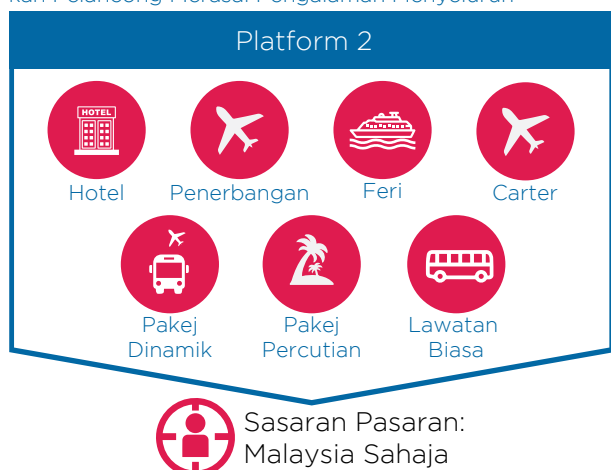 Platform 2
HOTEL
Hotel
Penerbangan
Feri
Carter
Pakej
Dinamik
Pakej
Percutian
Lawatan
Biasa
Sasaran Pasaran:
Malaysia Sahaja